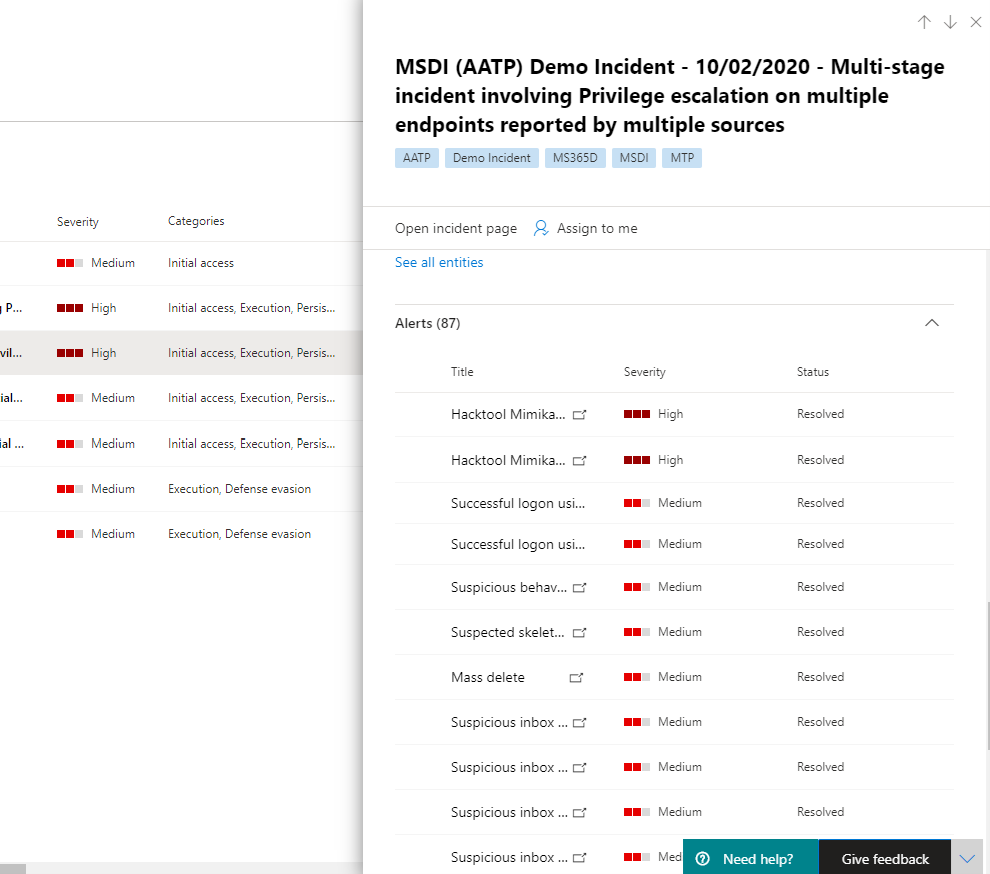 MSDI (AATP) Demo Incident - 10/02/2020 - Multi-stage
incident involving Privilege escalation on multiple
endpoints reported by multiple sources
AATP Demo Incident MS365D MSDI MTP
Open incident page Assign to me
See all entities
Alerts (87)
Title Severity Status
Hacktool Mimika... High Resolved
Hacktool Mimika... High Resolved
Successful logon usi... Medium Resolved
Successful logon usi... Medium Resolved
Suspicious behav... Medium Resolved
Suspected skelet... Medium Resolved
Mass delete Medium Resolved
Suspicious inbox ... Medium Resolved
Suspicious inbox ... Medium Resolved
Suspicious inbox ... Medium Resolved
Suspicious inbox ... Med
Need help? Give feedback
Severity Categories
Medium Initial access
P... High Initial access, Execution, Persis...
vil... High Initial access, Execution, Persis...
ial... Medium Initial access, Execution, Persis...
ial ... Medium Initial access, Execution, Persis...
Medium Execution, Defense evasion
Medium Execution, Defense evasion